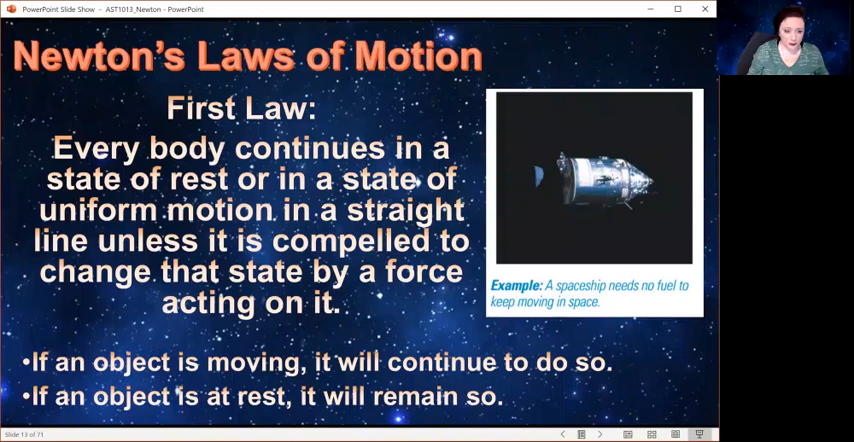 PowerPoint Slide Show - AST1013_Newton - PowerPoint
Newton's Laws of Motion
First Law:
Every body continues in a
state of rest or in a state of
uniform motion in a straight
line unless it is compelled to
change that state by a force
acting on it.
Example: A spaceship needs no fuel to
keep moving in space.
•If an object is moving, it will continue to do so.
•If an object is at rest, it will remain so.
Slide 13 of 71